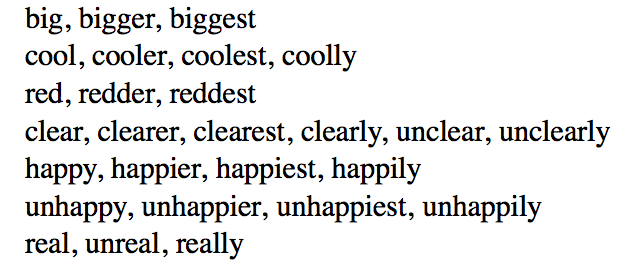 big, bigger, biggest
cool, cooler, coolest, coolly
red, redder, reddest
clear, clearer, clearest, clearly, unclear, unclearly
happy, happier, happiest, happily
unhappy, unhappier, unhappiest, unhappily
real, unreal, really